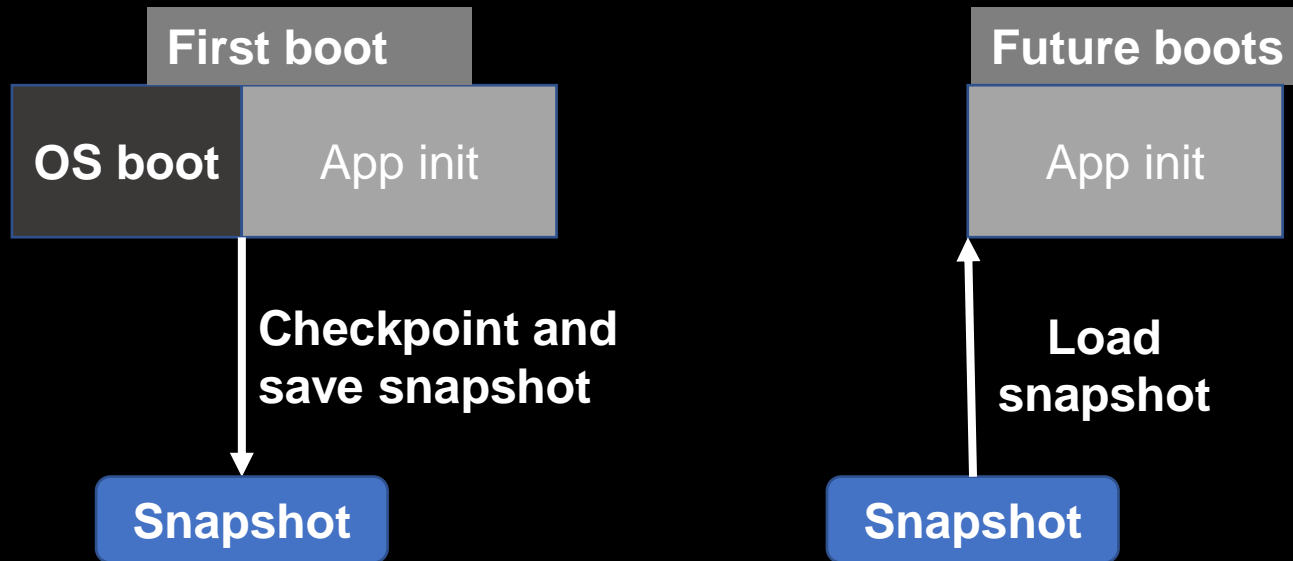 First boot
OS boot
App init
Checkpoint and
save snapshot
Snapshot
Future boots
App init
Load
snapshot
Snapshot